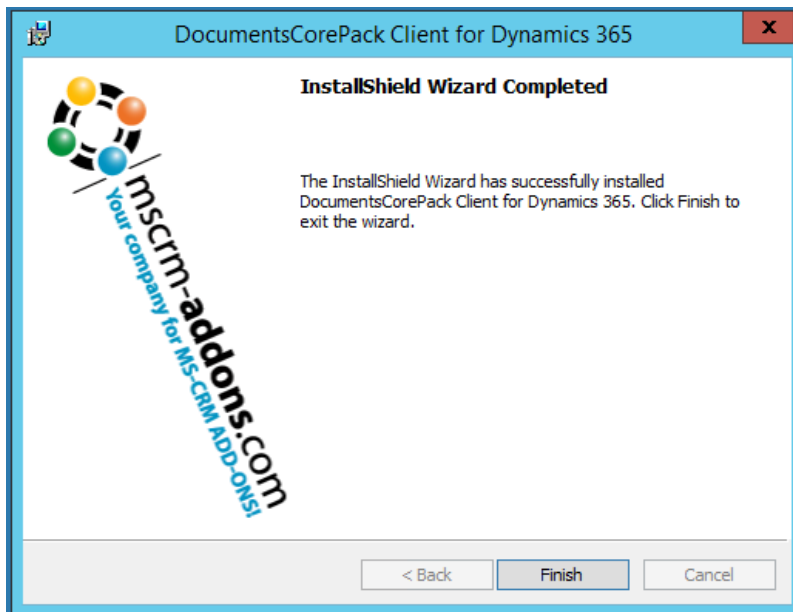 DocumentsCorePack Client for Dynamics 365
x
InstallShield Wizard Completed
The InstallShield Wizard has successfully installed
DocumentsCorePack Client for Dynamics 365. Click Finish to
exit the wizard.
mscrm-addons.com
Your company for MS-CRM ADD-ONS!
< Back
Finish
Cancel